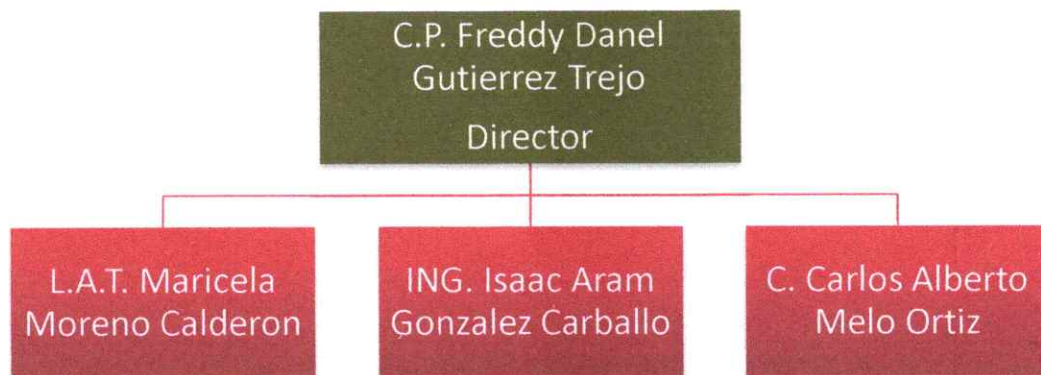 C.P. Freddy Danel
Gutierrez Trejo
Director
L.A.T. Maricela
Moreno Calderon
ING. Isaac Aram
Gonzalez Carballo
C. Carlos Alberto
Melo Ortiz